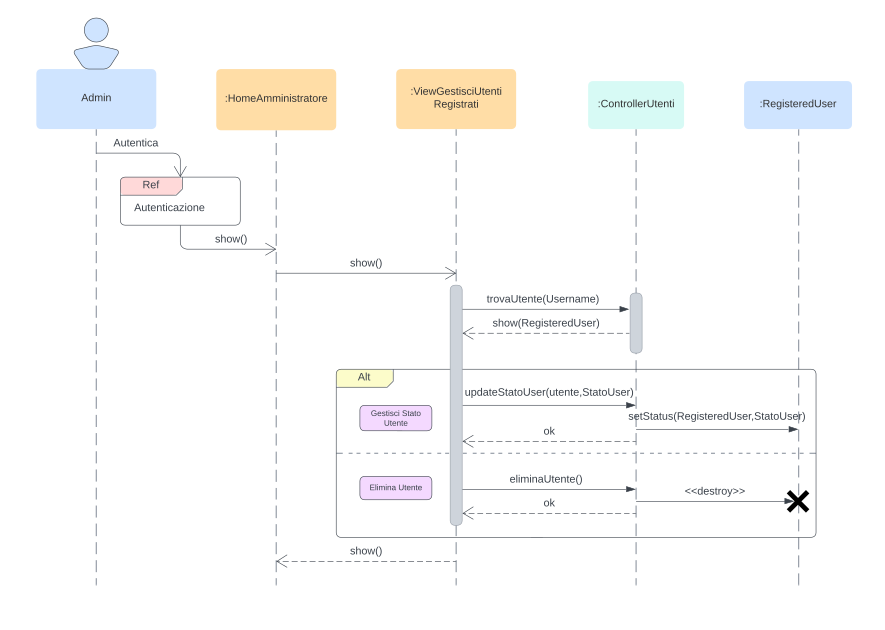 Admin
:HomeAmministratore
:ViewGestisciUtenti
Registrati
:ControllerUtenti
:RegisteredUser
Autentica
Ref
Autenticazione
show()
show()
trovaUtente(Username)
show(RegisteredUser)
Alt
updateStatoUser(utente,StatoUser)
Gestisci Stato
Utente
setStatus(RegisteredUser,StatoUser)
ok
Elimina Utente
eliminaUtente()
<<destroy>>
ok
show()